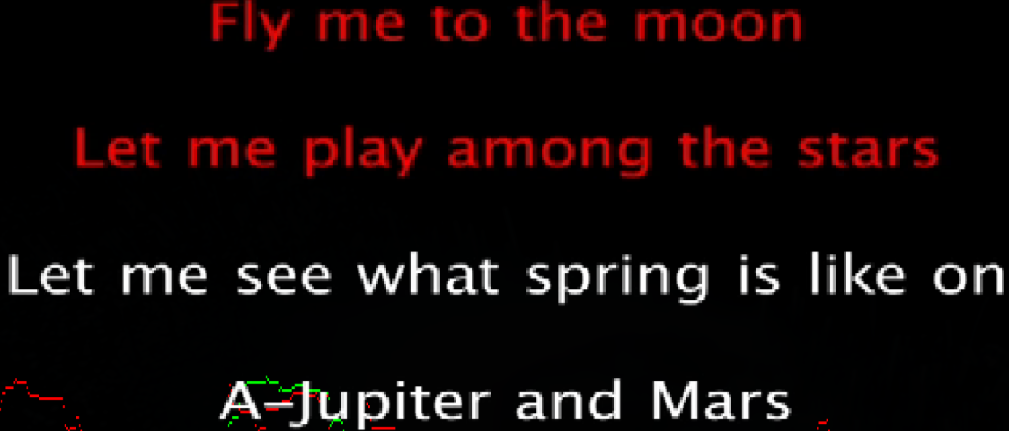 Fly me to the moon
Let me play among the stars
Let me see what spring is like on
A-Jupiter and Mars